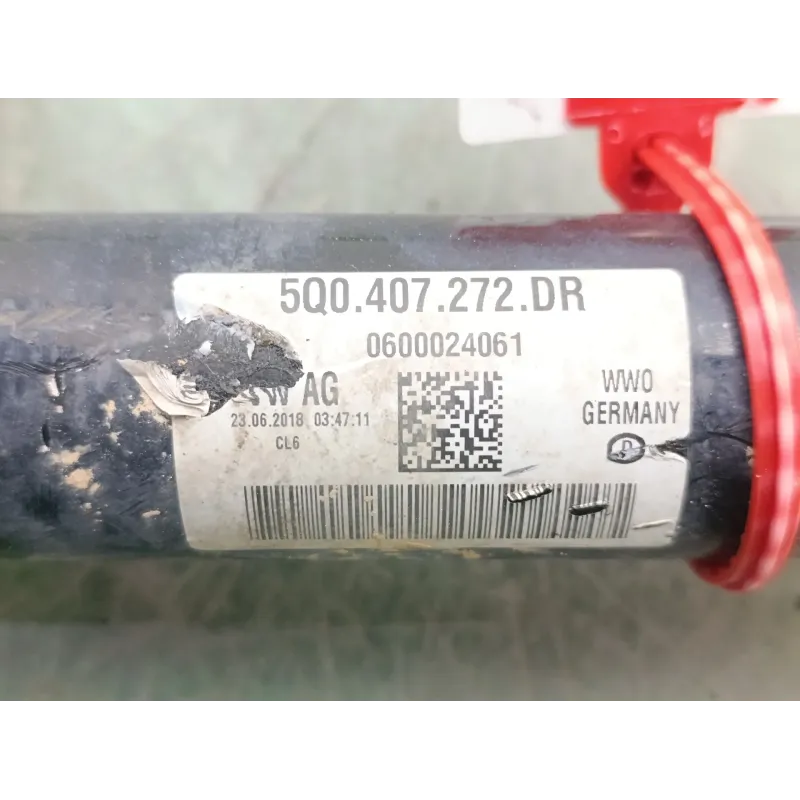 5Q0.407.272.DR
0600024061
AG
WWO
GERMANY
23.06.2018 03:47:11
CL6
D